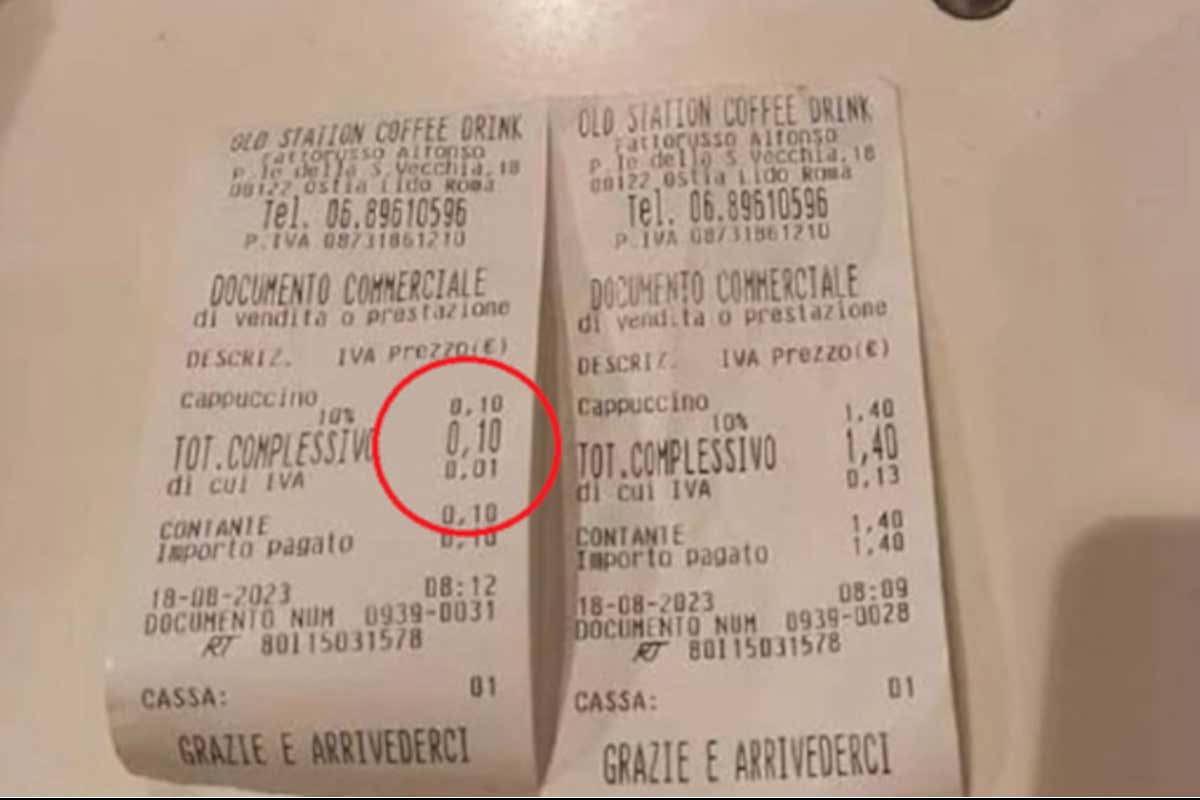 OLD STATION COFFEE DRINK
Fattorusso Alfonso
P.le della S.Vecchia,18
00122 Ostia Lido Roma
Tel. 06.89610596
P.IVA 08731861210
DOCUMENTO COMMERCIALE
di vendita o prestazione
DESCRIZ. IVA Prezzo(€)
Cappuccino 0,10
10%
TOT.COMPLESSIVO 0,10
di cui IVA 0,01
CONTANTE 0,10
Importo pagato 0,10
18-08-2023 08:12
DOCUMENTO NUM 0939-0031
RT 80115031578
CASSA: 01
GRAZIE E ARRIVEDERCI
OLD STATION COFFEE DRINK
Fattorusso Alfonso
P.le della S.Vecchia,18
00122 Ostia Lido Roma
Tel. 06.89610596
P.IVA 08731861210
DOCUMENTO COMMERCIALE
di vendita o prestazione
DESCRIZ. IVA Prezzo(€)
Cappuccino 1,40
10%
TOT.COMPLESSIVO 1,40
di cui IVA 0,13
CONTANTE 1,40
Importo pagato 1,40
18-08-2023 08:09
DOCUMENTO NUM 0939-0028
RT 80115031578
CASSA: 01
GRAZIE E ARRIVEDERCI